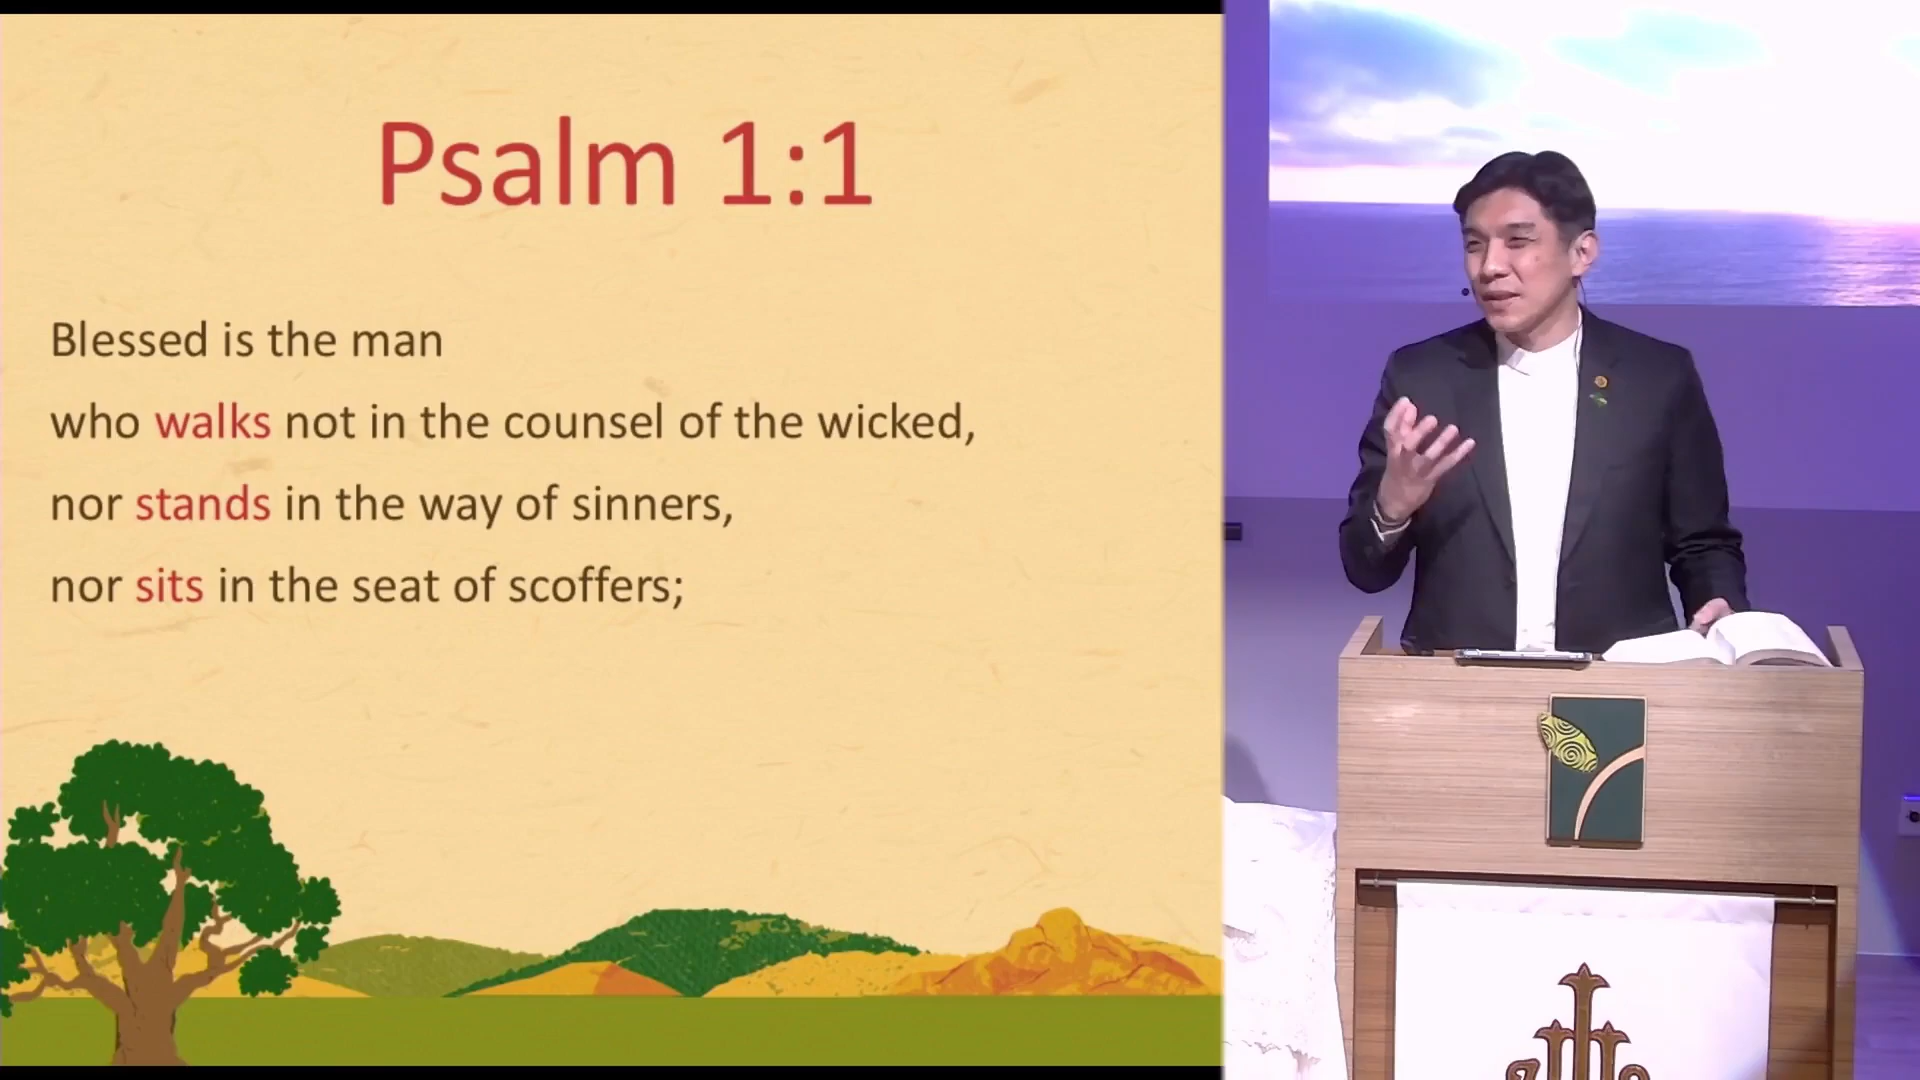 Psalm 1:1
Blessed is the man
who walks not in the counsel of the wicked,
nor stands in the way of sinners,
nor sits in the seat of scoffers;